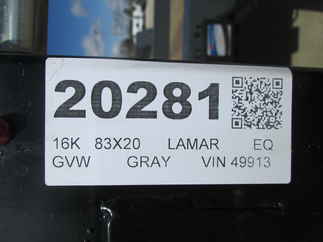 20281
16K 83X20 LAMAR EQ
GVW GRAY VIN 49913